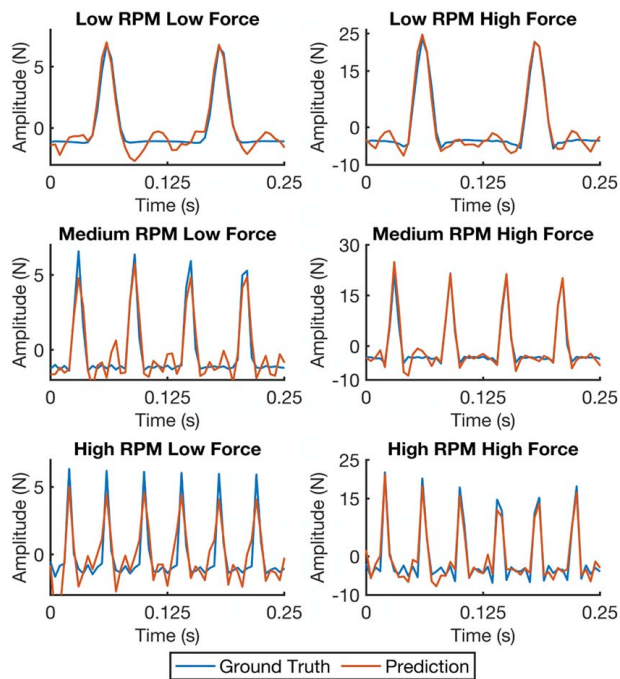 Low RPM Low Force
Amplitude (N)
5
0
0
0.125
0.25
Time (s)
Low RPM High Force
Amplitude (N)
25
15
0
-10
0
0.125
0.25
Time (s)
Medium RPM Low Force
Amplitude (N)
5
0
0
0.125
0.25
Time (s)
Medium RPM High Force
Amplitude (N)
30
15
0
-10
0
0.125
0.25
Time (s)
High RPM Low Force
Amplitude (N)
5
0
0
0.125
0.25
Time (s)
High RPM High Force
Amplitude (N)
25
15
0
-10
0
0.125
0.25
Time (s)
Ground Truth
Prediction